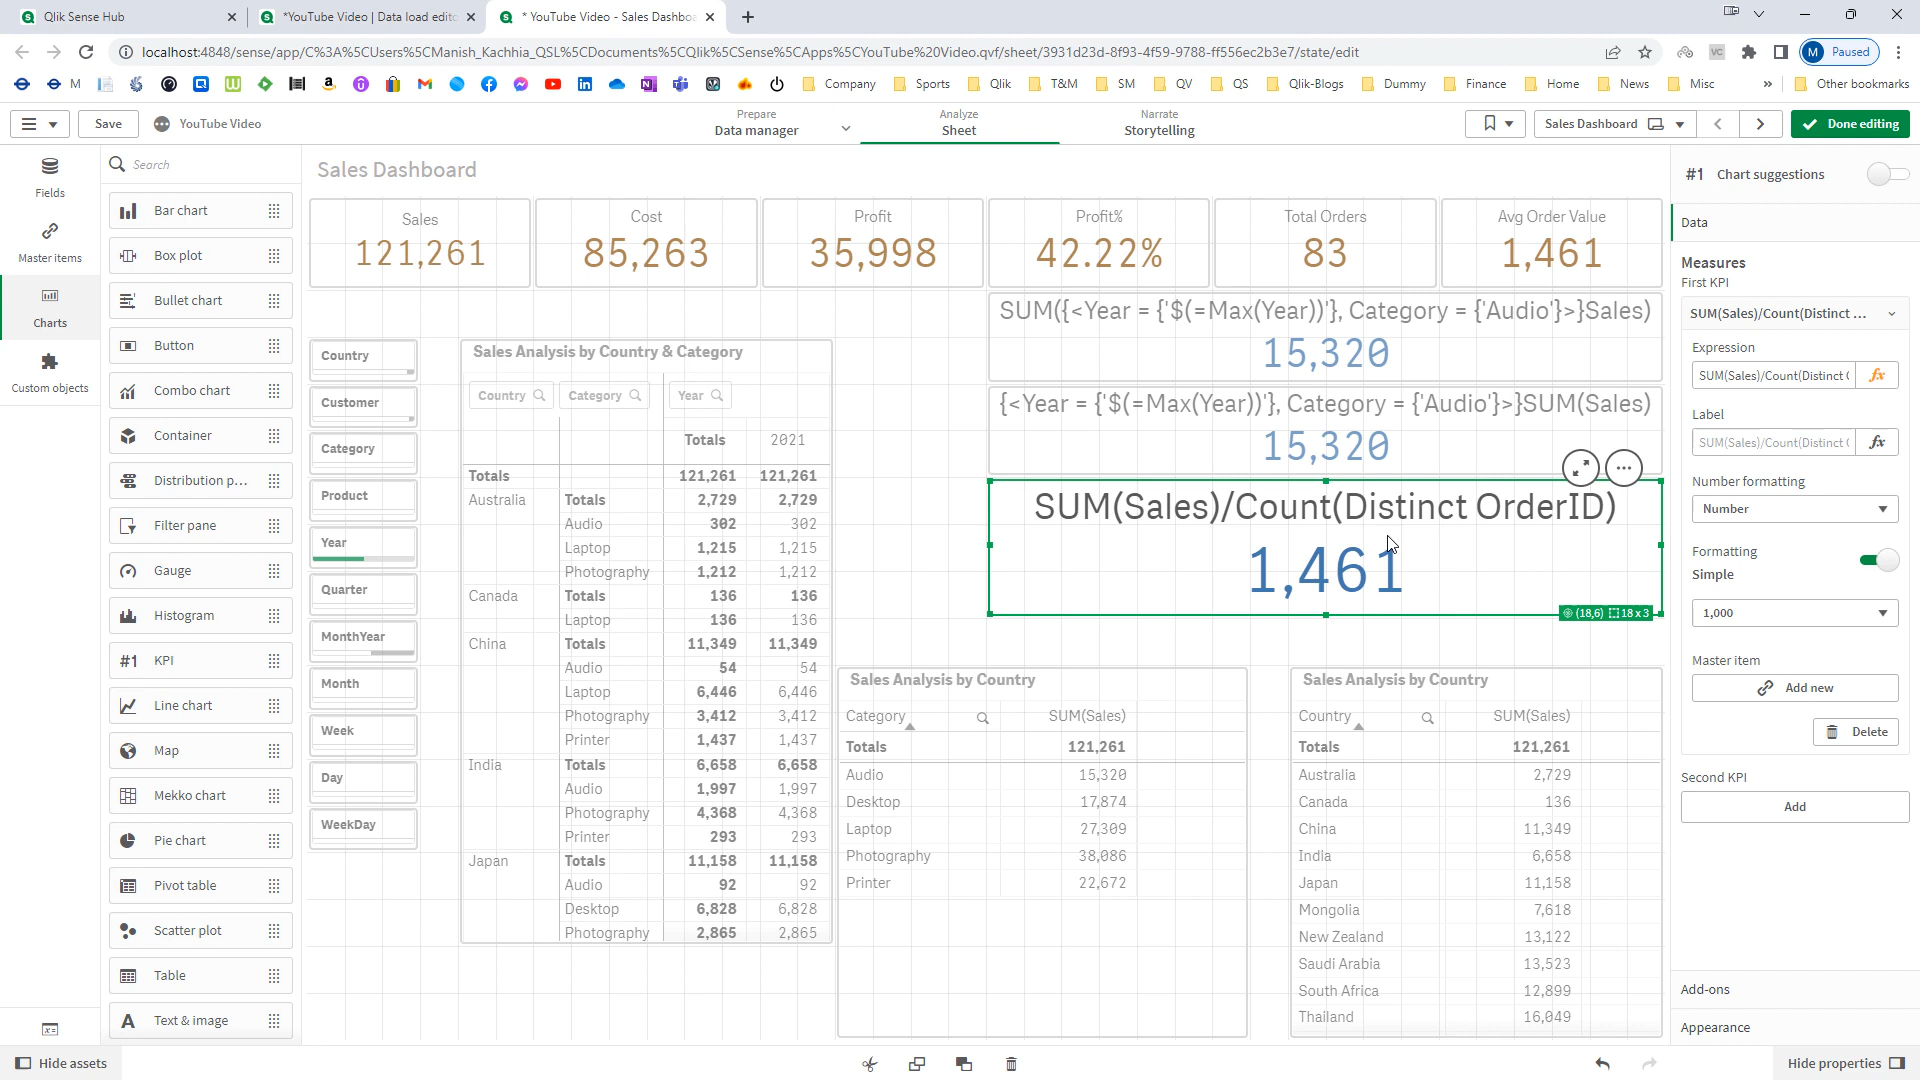 Qlik Sense Hub
*YouTube Video | Data load edito
* YouTube Video - Sales Dashboa
localhost:4848/sense/app/C%3A%5CUsers%5CManish_Kachhia_QSL%5CDocuments%5CQlik%5CSense%5CApps%5CYouTube%20Video.qvf/sheet/3931d23d-8f93-4f59-9788-ff556ec2b3e7/state/edit
VC
M Paused
M
Company
Sports
Qlik
T&M
SM
QV
QS
Qlik-Blogs
Dummy
Finance
Home
News
Misc
»
Other bookmarks
Save
YouTube Video
Prepare
Data manager
Analyze
Sheet
Narrate
Storytelling
Sales Dashboard
Done editing
Fields
Master items
Charts
Custom objects
Search
Bar chart
Box plot
Bullet chart
Button
Combo chart
Container
Distribution p...
Filter pane
Gauge
Histogram
#1 KPI
Line chart
Map
Mekko chart
Pie chart
Pivot table
Scatter plot
Table
A Text & image
Sales Dashboard
Sales
121,261
Cost
85,263
Profit
35,998
Profit%
42.22%
Total Orders
83
Avg Order Value
1,461
SUM({<Year = {'$(=Max(Year))'}, Category = {'Audio'}>}Sales)
15,320
{<Year = {'$(=Max(Year))'}, Category = {'Audio'}>}SUM(Sales)
15,320
SUM(Sales)/Count(Distinct OrderID)
1,461
(18,6) 18 x 3
Country
Customer
Category
Product
Year
Quarter
MonthYear
Month
Week
Day
WeekDay
Sales Analysis by Country & Category
Country Category Year
Totals 2021
Totals 121,261 121,261
Australia Totals 2,729 2,729
Audio 302 302
Laptop 1,215 1,215
Photography 1,212 1,212
Canada Totals 136 136
Laptop 136 136
China Totals 11,349 11,349
Audio 54 54
Laptop 6,446 6,446
Photography 3,412 3,412
Printer 1,437 1,437
India Totals 6,658 6,658
Audio 1,997 1,997
Photography 4,368 4,368
Printer 293 293
Japan Totals 11,158 11,158
Audio 92 92
Desktop 6,828 6,828
Photography 2,865 2,865
Sales Analysis by Country
Category SUM(Sales)
Totals 121,261
Audio 15,320
Desktop 17,874
Laptop 27,309
Photography 38,086
Printer 22,672
Sales Analysis by Country
Country SUM(Sales)
Totals 121,261
Australia 2,729
Canada 136
China 11,349
India 6,658
Japan 11,158
Mongolia 7,618
New Zealand 13,122
Saudi Arabia 13,523
South Africa 12,899
Thailand 16,049
#1 Chart suggestions
Data
Measures
First KPI
SUM(Sales)/Count(Distinct ...
Expression
SUM(Sales)/Count(Distinct ( fx
Label
SUM(Sales)/Count(Distinct ( fx
Number formatting
Number
Formatting
Simple
1,000
Master item
Add new
Delete
Second KPI
Add
Add-ons
Appearance
Hide assets
Hide properties